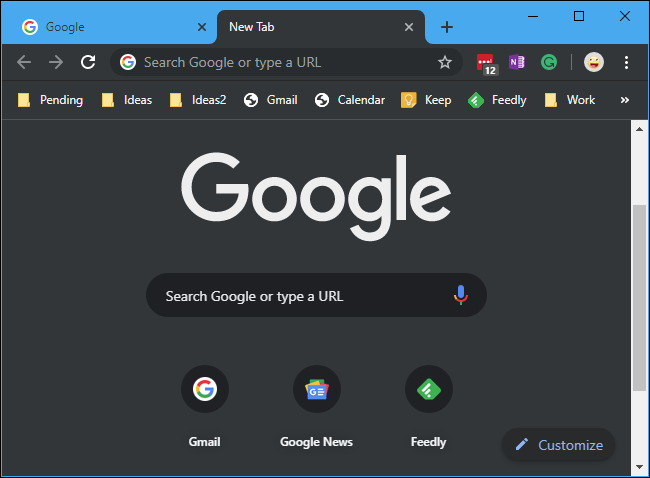 Google
New Tab
Search Google or type a URL
12
Pending Ideas Ideas2 Gmail Calendar Keep Feedly Work »
Google
Search Google or type a URL
Gmail Google News Feedly
Customize